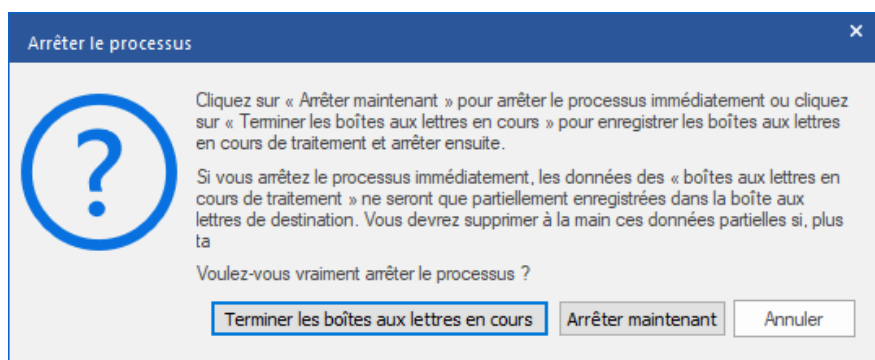 Arrêter le processus
Cliquez sur « Arrêter maintenant » pour arrêter le processus immédiatement ou cliquez
sur « Terminer les boîtes aux lettres en cours » pour enregistrer les boîtes aux lettres
en cours de traitement et arrêter ensuite.
Si vous arrêtez le processus immédiatement, les données des « boîtes aux lettres en
cours de traitement » ne seront que partiellement enregistrées dans la boîte aux
lettres de destination. Vous devrez supprimer à la main ces données partielles si, plus
ta
Voulez-vous vraiment arrêter le processus ?
Terminer les boîtes aux lettres en cours Arrêter maintenant Annuler